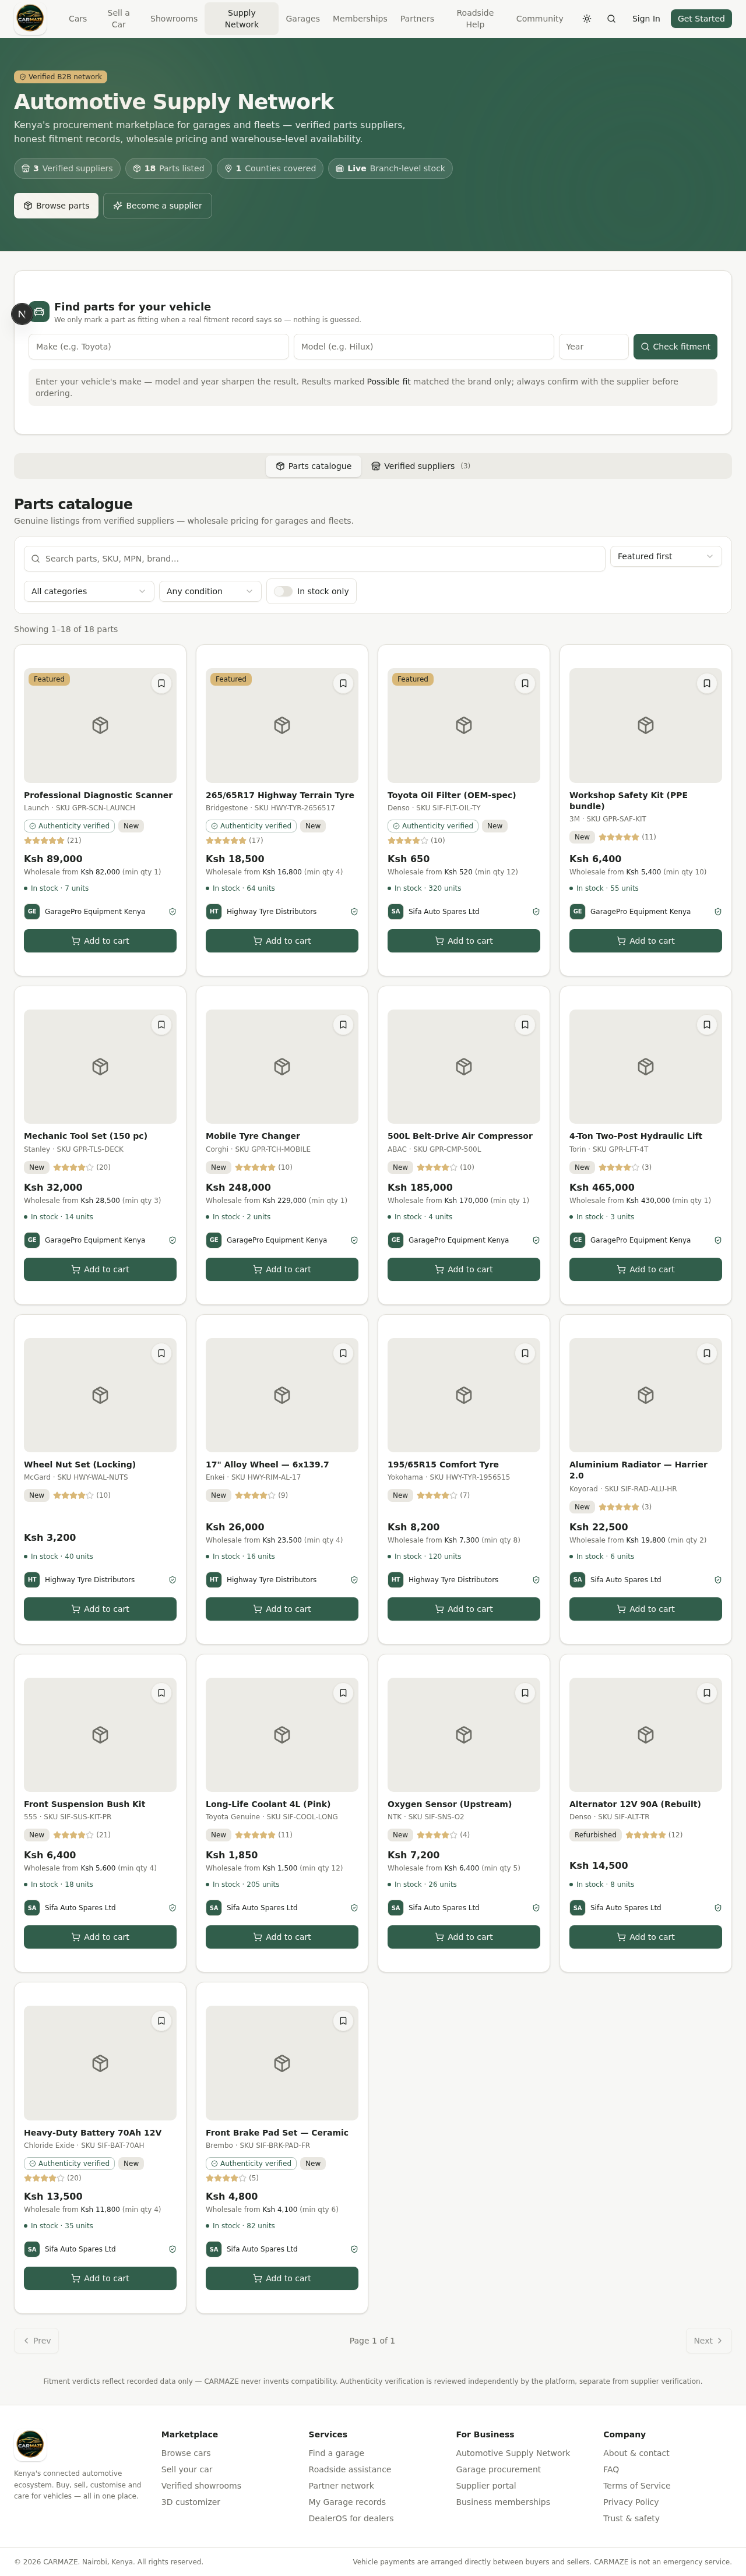 CARMAZE
Cars
Sell a
Car
Showrooms
Supply
Network
Garages
Memberships
Partners
Roadside
Help
Community
Sign In
Get Started
Verified B2B network
Automotive Supply Network
Kenya's procurement marketplace for garages and fleets — verified parts suppliers,
honest fitment records, wholesale pricing and warehouse-level availability.
3 Verified suppliers
18 Parts listed
1 Counties covered
Live Branch-level stock
Browse parts
Become a supplier
N
Find parts for your vehicle
We only mark a part as fitting when a real fitment record says so — nothing is guessed.
Make (e.g. Toyota)
Model (e.g. Hilux)
Year
Check fitment
Enter your vehicle's make — model and year sharpen the result. Results marked Possible fit matched the brand only; always confirm with the supplier before
ordering.
Parts catalogue
Verified suppliers (3)
Parts catalogue
Genuine listings from verified suppliers — wholesale pricing for garages and fleets.
Search parts, SKU, MPN, brand…
Featured first
All categories
Any condition
In stock only
Showing 1–18 of 18 parts
Featured
Professional Diagnostic Scanner
Launch · SKU GPR-SCN-LAUNCH
Authenticity verified
New
(21)
Ksh 89,000
Wholesale from Ksh 82,000 (min qty 1)
In stock · 7 units
GE GaragePro Equipment Kenya
Add to cart
Featured
265/65R17 Highway Terrain Tyre
Bridgestone · SKU HWY-TYR-2656517
Authenticity verified
New
(17)
Ksh 18,500
Wholesale from Ksh 16,800 (min qty 4)
In stock · 64 units
HT Highway Tyre Distributors
Add to cart
Featured
Toyota Oil Filter (OEM-spec)
Denso · SKU SIF-FLT-OIL-TY
Authenticity verified
New
(10)
Ksh 650
Wholesale from Ksh 520 (min qty 12)
In stock · 320 units
SA Sifa Auto Spares Ltd
Add to cart
Workshop Safety Kit (PPE
bundle)
3M · SKU GPR-SAF-KIT
New (11)
Ksh 6,400
Wholesale from Ksh 5,400 (min qty 10)
In stock · 55 units
GE GaragePro Equipment Kenya
Add to cart
Mechanic Tool Set (150 pc)
Stanley · SKU GPR-TLS-DECK
New (20)
Ksh 32,000
Wholesale from Ksh 28,500 (min qty 3)
In stock · 14 units
GE GaragePro Equipment Kenya
Add to cart
Mobile Tyre Changer
Corghi · SKU GPR-TCH-MOBILE
New (10)
Ksh 248,000
Wholesale from Ksh 229,000 (min qty 1)
In stock · 2 units
GE GaragePro Equipment Kenya
Add to cart
500L Belt-Drive Air Compressor
ABAC · SKU GPR-CMP-500L
New (10)
Ksh 185,000
Wholesale from Ksh 170,000 (min qty 1)
In stock · 4 units
GE GaragePro Equipment Kenya
Add to cart
4-Ton Two-Post Hydraulic Lift
Torin · SKU GPR-LFT-4T
New (3)
Ksh 465,000
Wholesale from Ksh 430,000 (min qty 1)
In stock · 3 units
GE GaragePro Equipment Kenya
Add to cart
Wheel Nut Set (Locking)
McGard · SKU HWY-WAL-NUTS
New (10)
Ksh 3,200
In stock · 40 units
HT Highway Tyre Distributors
Add to cart
17" Alloy Wheel — 6x139.7
Enkei · SKU HWY-RIM-AL-17
New (9)
Ksh 26,000
Wholesale from Ksh 23,500 (min qty 4)
In stock · 16 units
HT Highway Tyre Distributors
Add to cart
195/65R15 Comfort Tyre
Yokohama · SKU HWY-TYR-1956515
New (7)
Ksh 8,200
Wholesale from Ksh 7,300 (min qty 8)
In stock · 120 units
HT Highway Tyre Distributors
Add to cart
Aluminium Radiator — Harrier
2.0
Koyorad · SKU SIF-RAD-ALU-HR
New (3)
Ksh 22,500
Wholesale from Ksh 19,800 (min qty 2)
In stock · 6 units
SA Sifa Auto Spares Ltd
Add to cart
Front Suspension Bush Kit
555 · SKU SIF-SUS-KIT-PR
New (21)
Ksh 6,400
Wholesale from Ksh 5,600 (min qty 4)
In stock · 18 units
SA Sifa Auto Spares Ltd
Add to cart
Long-Life Coolant 4L (Pink)
Toyota Genuine · SKU SIF-COOL-LONG
New (11)
Ksh 1,850
Wholesale from Ksh 1,500 (min qty 12)
In stock · 205 units
SA Sifa Auto Spares Ltd
Add to cart
Oxygen Sensor (Upstream)
NTK · SKU SIF-SNS-O2
New (4)
Ksh 7,200
Wholesale from Ksh 6,400 (min qty 5)
In stock · 26 units
SA Sifa Auto Spares Ltd
Add to cart
Alternator 12V 90A (Rebuilt)
Denso · SKU SIF-ALT-TR
Refurbished (12)
Ksh 14,500
In stock · 8 units
SA Sifa Auto Spares Ltd
Add to cart
Heavy-Duty Battery 70Ah 12V
Chloride Exide · SKU SIF-BAT-70AH
Authenticity verified
New
(20)
Ksh 13,500
Wholesale from Ksh 11,800 (min qty 4)
In stock · 35 units
SA Sifa Auto Spares Ltd
Add to cart
Front Brake Pad Set — Ceramic
Brembo · SKU SIF-BRK-PAD-FR
Authenticity verified
New
(5)
Ksh 4,800
Wholesale from Ksh 4,100 (min qty 6)
In stock · 82 units
SA Sifa Auto Spares Ltd
Add to cart
Prev
Page 1 of 1
Next
Fitment verdicts reflect recorded data only — CARMAZE never invents compatibility. Authenticity verification is reviewed independently by the platform, separate from supplier verification.
CARMAZE
Kenya's connected automotive
ecosystem. Buy, sell, customise and
care for vehicles — all in one place.
Marketplace
Browse cars
Sell your car
Verified showrooms
3D customizer
Services
Find a garage
Roadside assistance
Partner network
My Garage records
DealerOS for dealers
For Business
Automotive Supply Network
Garage procurement
Supplier portal
Business memberships
Company
About & contact
FAQ
Terms of Service
Privacy Policy
Trust & safety
© 2026 CARMAZE. Nairobi, Kenya. All rights reserved.
Vehicle payments are arranged directly between buyers and sellers. CARMAZE is not an emergency service.